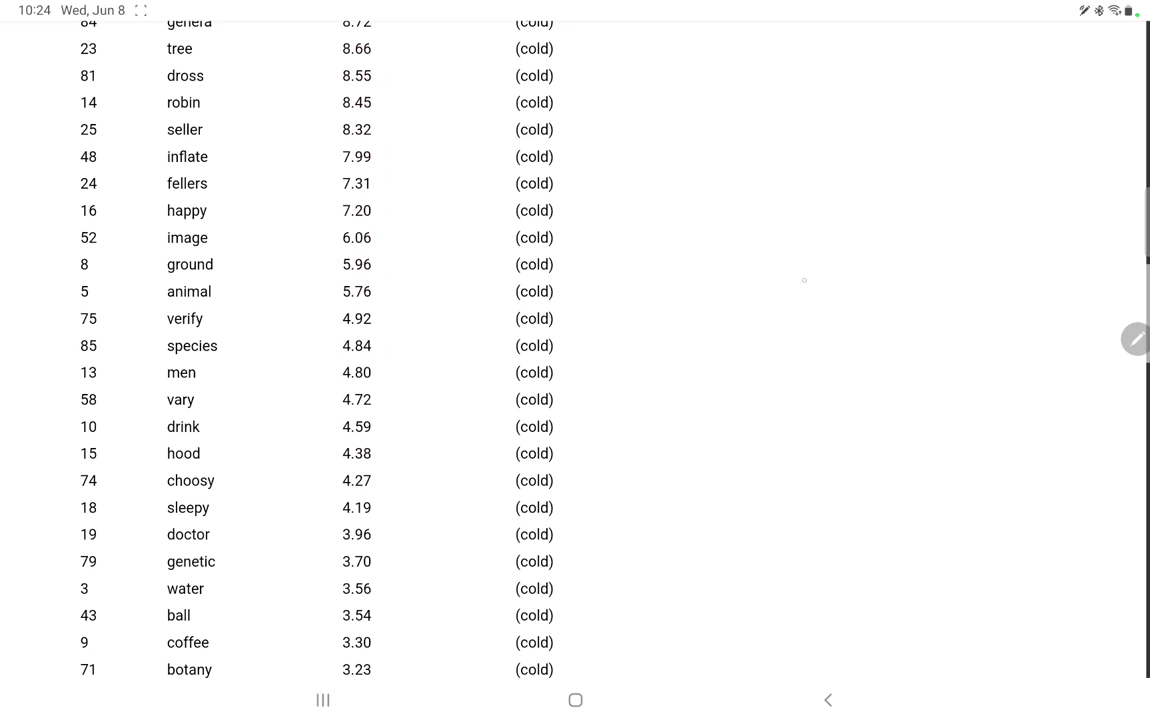 10:24 Wed, Jun 8
84 genera 8.72 (cold)
23 tree 8.66 (cold)
81 dross 8.55 (cold)
14 robin 8.45 (cold)
25 seller 8.32 (cold)
48 inflate 7.99 (cold)
24 fellers 7.31 (cold)
16 happy 7.20 (cold)
52 image 6.06 (cold)
8 ground 5.96 (cold)
5 animal 5.76 (cold)
75 verify 4.92 (cold)
85 species 4.84 (cold)
13 men 4.80 (cold)
58 vary 4.72 (cold)
10 drink 4.59 (cold)
15 hood 4.38 (cold)
74 choosy 4.27 (cold)
18 sleepy 4.19 (cold)
19 doctor 3.96 (cold)
79 genetic 3.70 (cold)
3 water 3.56 (cold)
43 ball 3.54 (cold)
9 coffee 3.30 (cold)
71 botany 3.23 (cold)